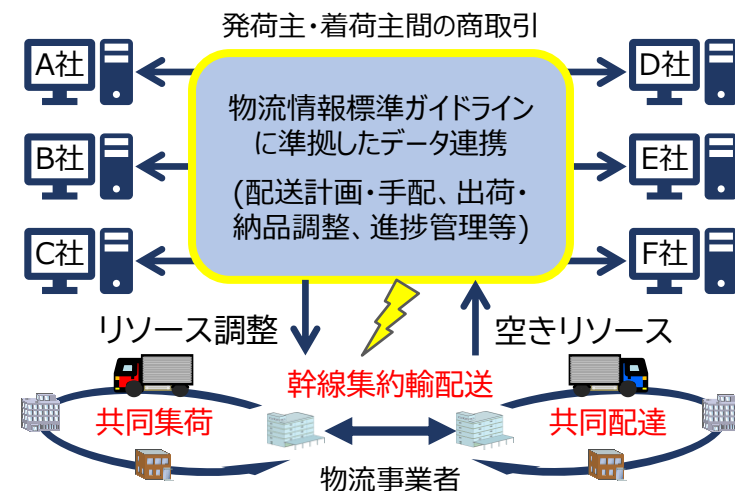 発荷主・着荷主間の商取引
A社
D社
物流情報標準ガイドライン
に準拠したデータ連携
B社
E社
(配送計画・手配、出荷・
納品調整、進捗管理等)
C社
F社
リソース調整
空きリソース
幹線集約輸配送
共同集荷
共同配達
物流事業者